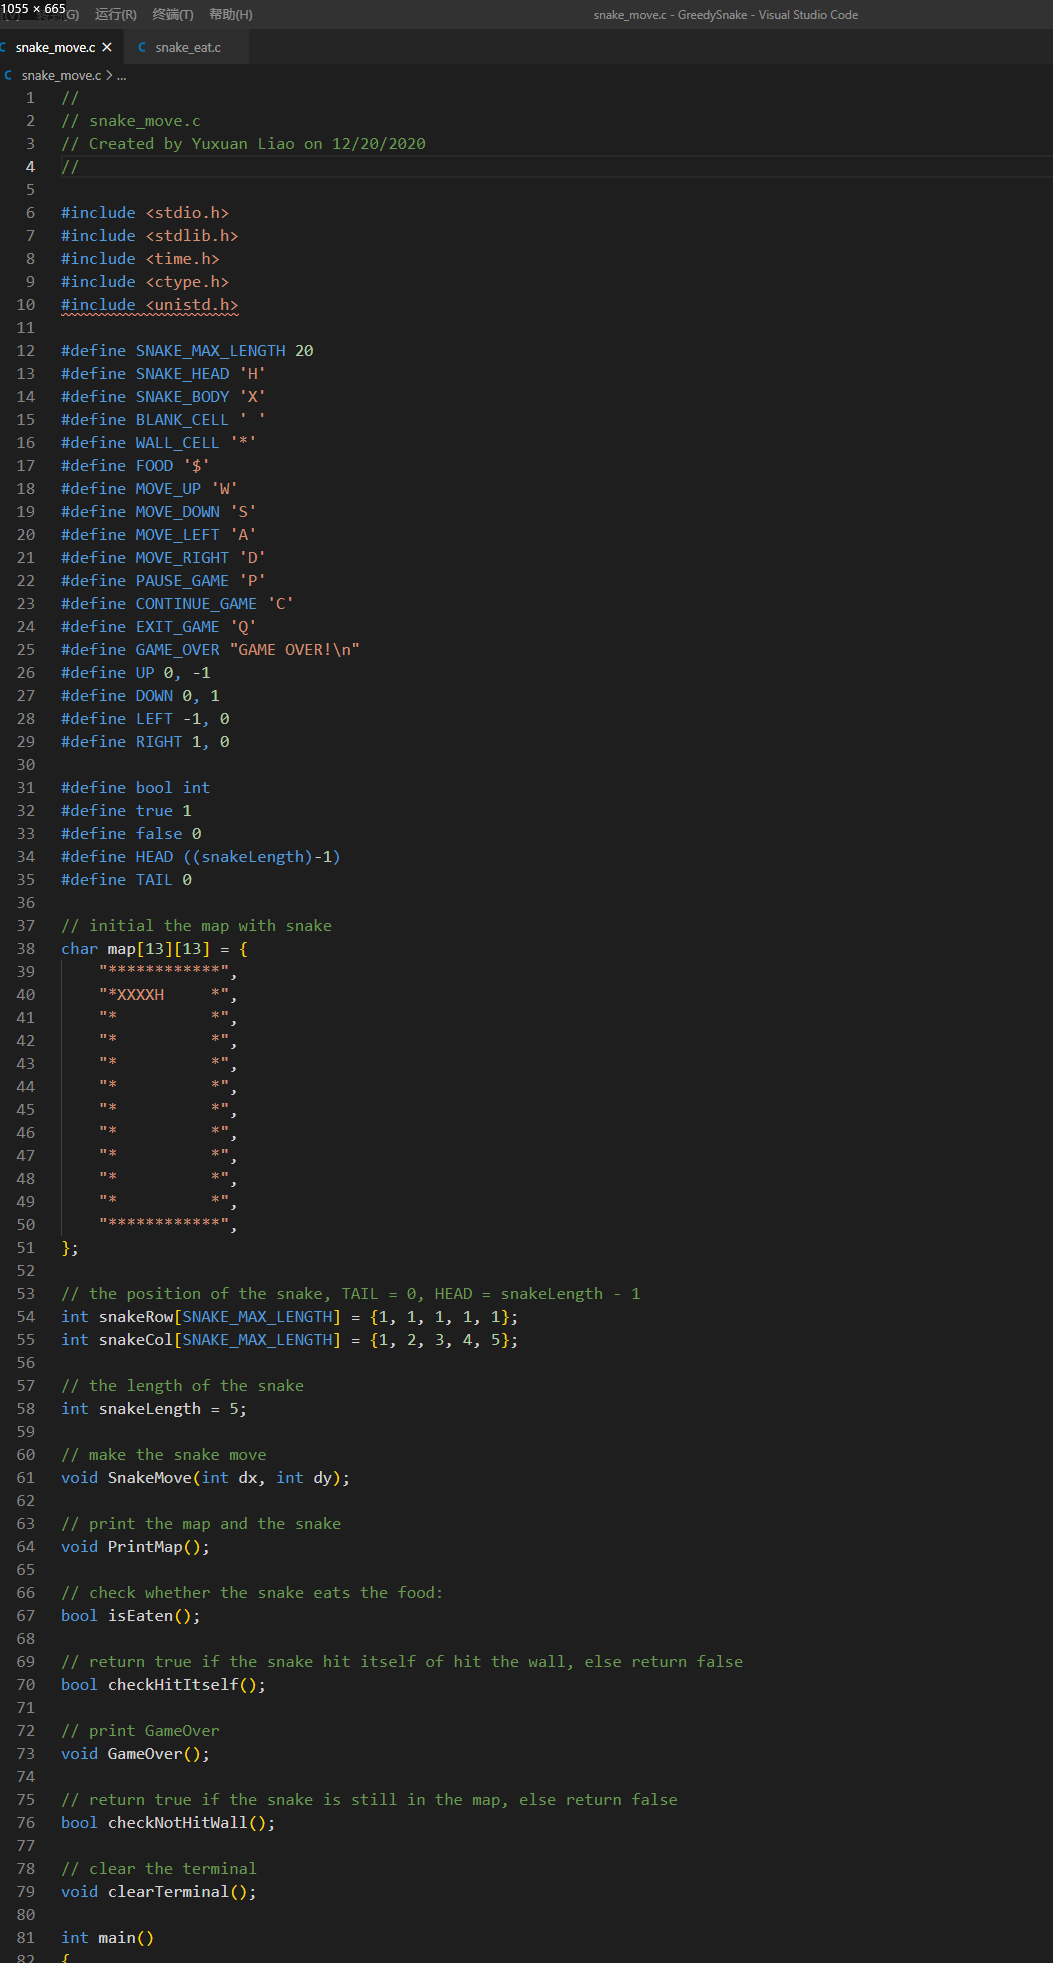 1055 × 665
(G) 运行(R) 终端(T) 帮助(H) snake_move.c - GreedySnake - Visual Studio Code
C snake_move.c × C snake_eat.c
C snake_move.c > ...
1 //
2 // snake_move.c
3 // Created by Yuxuan Liao on 12/20/2020
4 //
5
6 #include <stdio.h>
7 #include <stdlib.h>
8 #include <time.h>
9 #include <ctype.h>
10 #include <unistd.h>
11
12 #define SNAKE_MAX_LENGTH 20
13 #define SNAKE_HEAD 'H'
14 #define SNAKE_BODY 'X'
15 #define BLANK_CELL ' '
16 #define WALL_CELL '*'
17 #define FOOD '$'
18 #define MOVE_UP 'W'
19 #define MOVE_DOWN 'S'
20 #define MOVE_LEFT 'A'
21 #define MOVE_RIGHT 'D'
22 #define PAUSE_GAME 'P'
23 #define CONTINUE_GAME 'C'
24 #define EXIT_GAME 'Q'
25 #define GAME_OVER "GAME OVER!\n"
26 #define UP 0, -1
27 #define DOWN 0, 1
28 #define LEFT -1, 0
29 #define RIGHT 1, 0
30
31 #define bool int
32 #define true 1
33 #define false 0
34 #define HEAD ((snakeLength)-1)
35 #define TAIL 0
36
37 // initial the map with snake
38 char map[13][13] = {
39     "************",
40     "*XXXXH     *",
41     "*          *",
42     "*          *",
43     "*          *",
44     "*          *",
45     "*          *",
46     "*          *",
47     "*          *",
48     "*          *",
49     "*          *",
50     "************",
51 };
52
53 // the position of the snake, TAIL = 0, HEAD = snakeLength - 1
54 int snakeRow[SNAKE_MAX_LENGTH] = {1, 1, 1, 1, 1};
55 int snakeCol[SNAKE_MAX_LENGTH] = {1, 2, 3, 4, 5};
56
57 // the length of the snake
58 int snakeLength = 5;
59
60 // make the snake move
61 void SnakeMove(int dx, int dy);
62
63 // print the map and the snake
64 void PrintMap();
65
66 // check whether the snake eats the food:
67 bool isEaten();
68
69 // return true if the snake hit itself of hit the wall, else return false
70 bool checkHitItself();
71
72 // print GameOver
73 void GameOver();
74
75 // return true if the snake is still in the map, else return false
76 bool checkNotHitWall();
77
78 // clear the terminal
79 void clearTerminal();
80
81 int main()
82 {